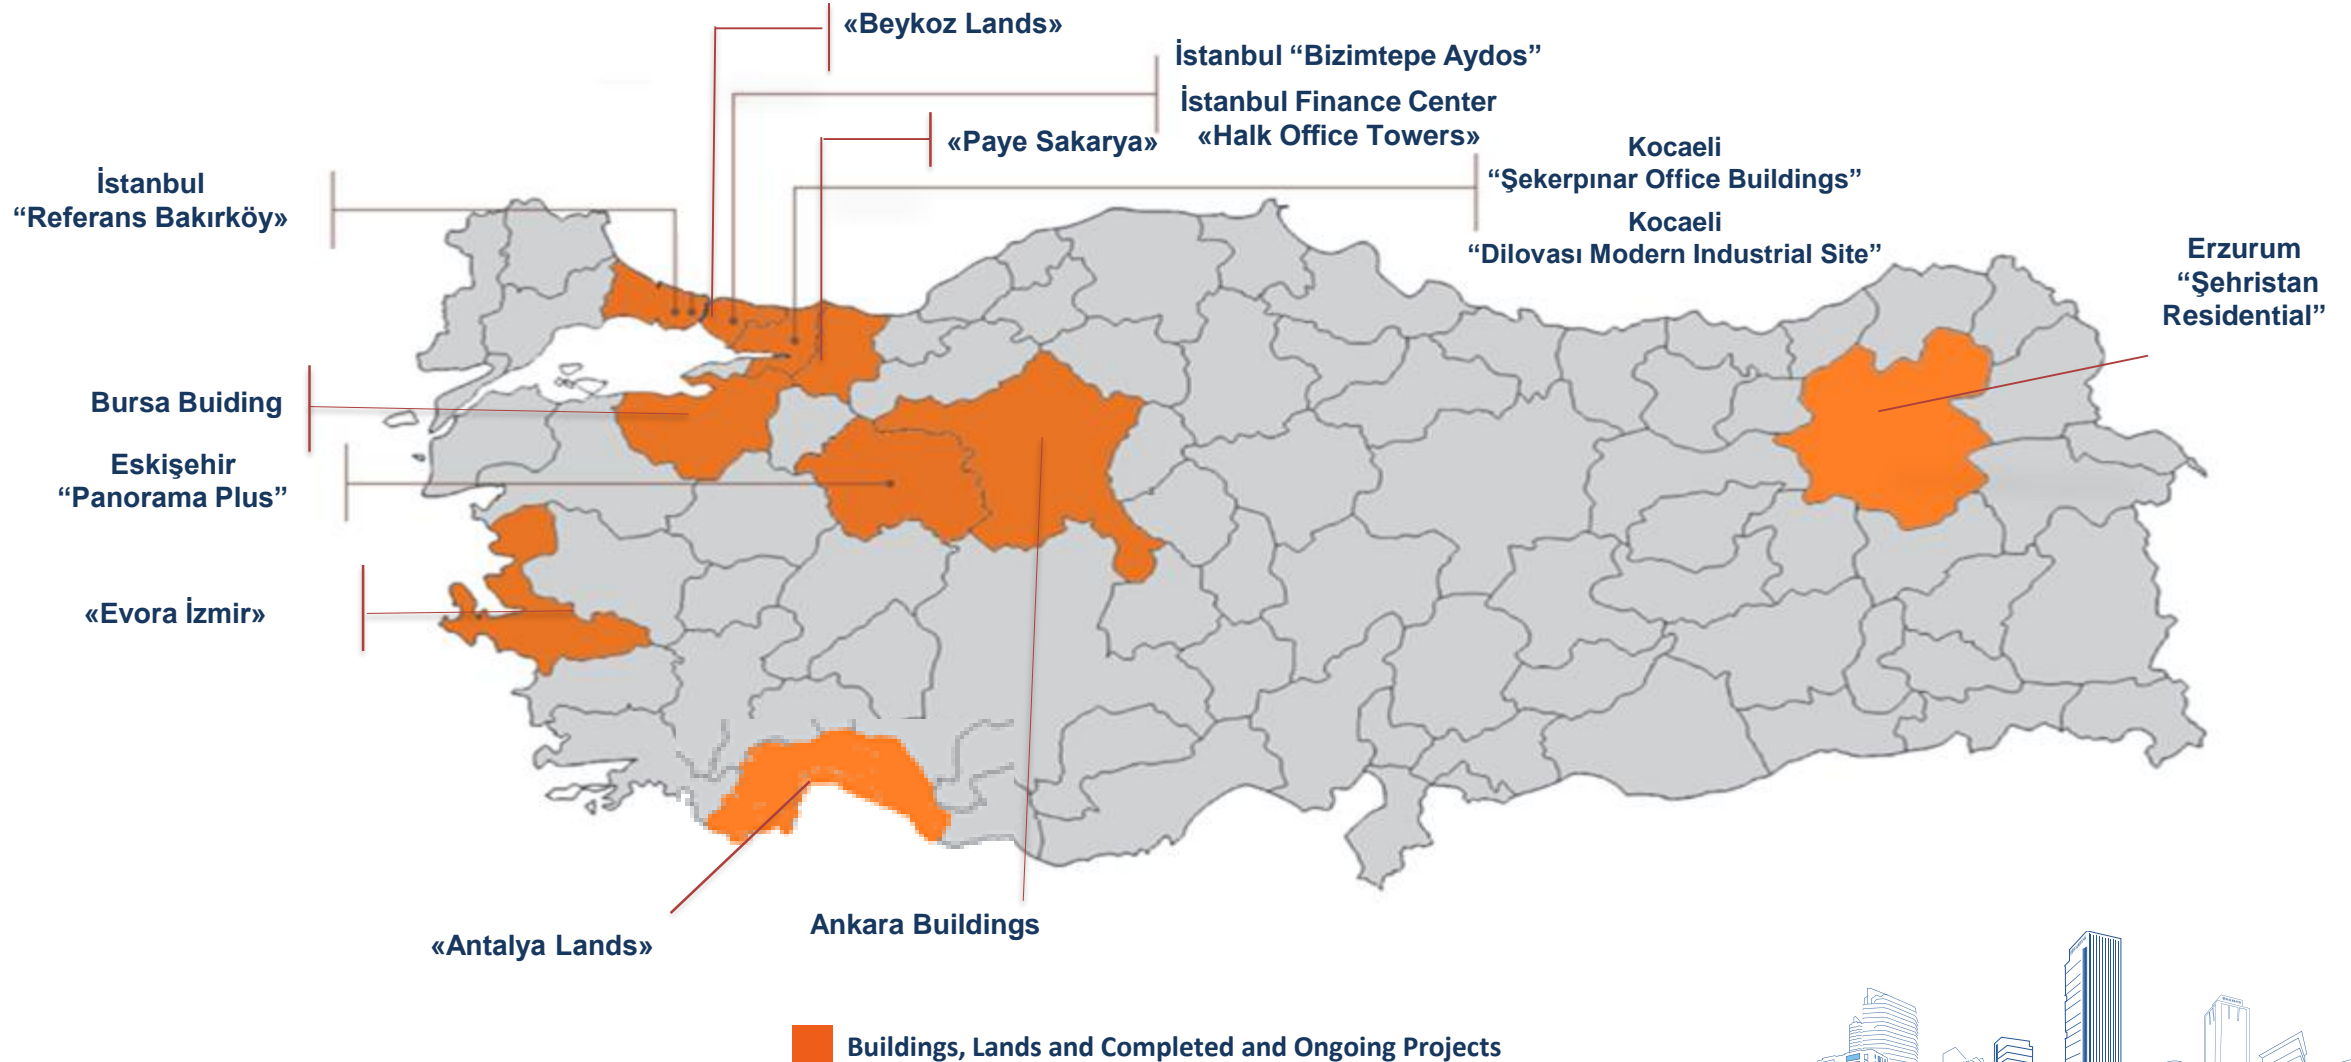 «Beykoz Lands»
İstanbul “Bizimtepe Aydos”
İstanbul Finance Center
«Halk Office Towers»
«Paye Sakarya»
Kocaeli
“Şekerpınar Office Buildings”
Kocaeli
“Dilovası Modern Industrial Site”
İstanbul
“Referans Bakırköy»
Erzurum
“Şehristan
Residential”
Bursa Buiding
Eskişehir
“Panorama Plus”
«Evora İzmir»
Ankara Buildings
«Antalya Lands»
Buildings, Lands and Completed and Ongoing Projects